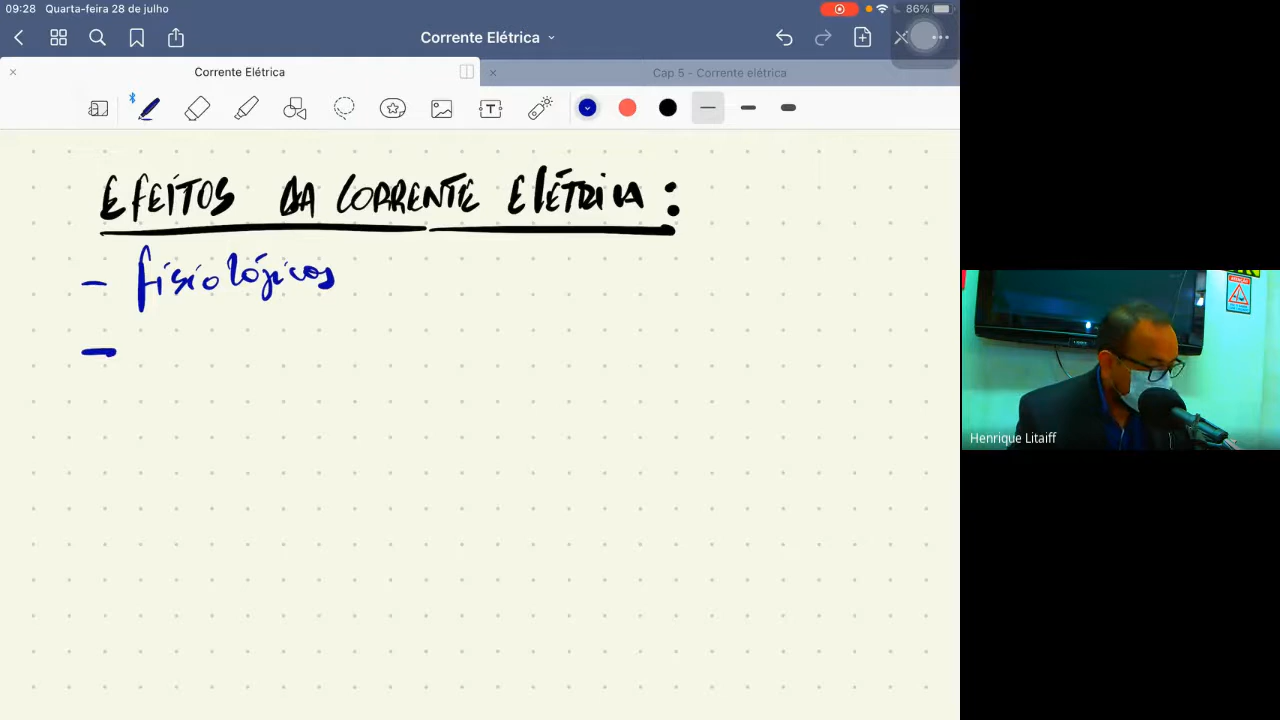 09:28 Quarta-feira 28 de julho
86%
Corrente Elétrica
Corrente Elétrica
Cap 5 - Corrente elétrica
T
EFEITOS DA CORRENTE ELÉTRICA:
- fisiológicos
-
Henrique Litaiff